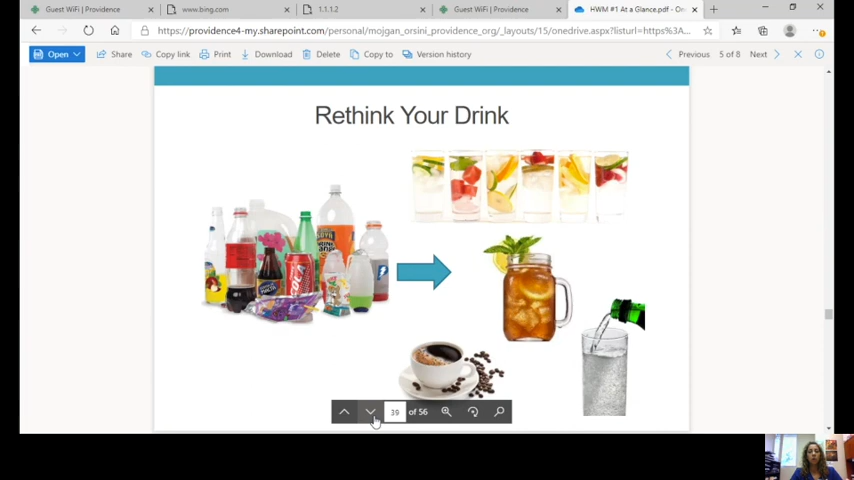 Guest WiFi | Providence
www.bing.com
1.1.1.2
Guest WiFi | Providence
HWM #1 At a Glance.pdf - On
https://providence4-my.sharepoint.com/personal/mojgan_orsini_providence_org/_layouts/15/onedrive.aspx?listurl=https%3A...
Open
Share
Copy link
Print
Download
Delete
Copy to
Version history
Previous
5 of 8
Next
Rethink Your Drink
39 of 56